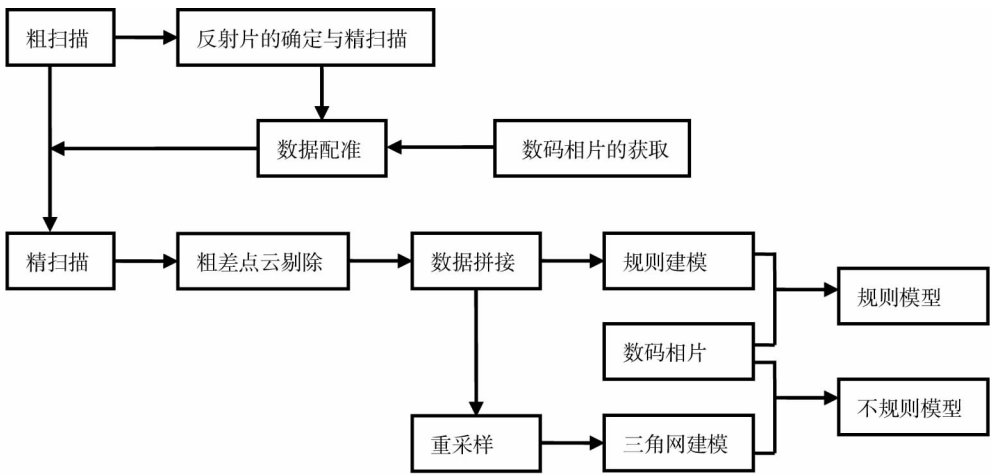 粗扫描
反射片的确定与精扫描
数据配准
数码相片的获取
精扫描
粗差点云剔除
数据拼接
规则建模
规则模型
数码相片
不规则模型
重采样
三角网建模